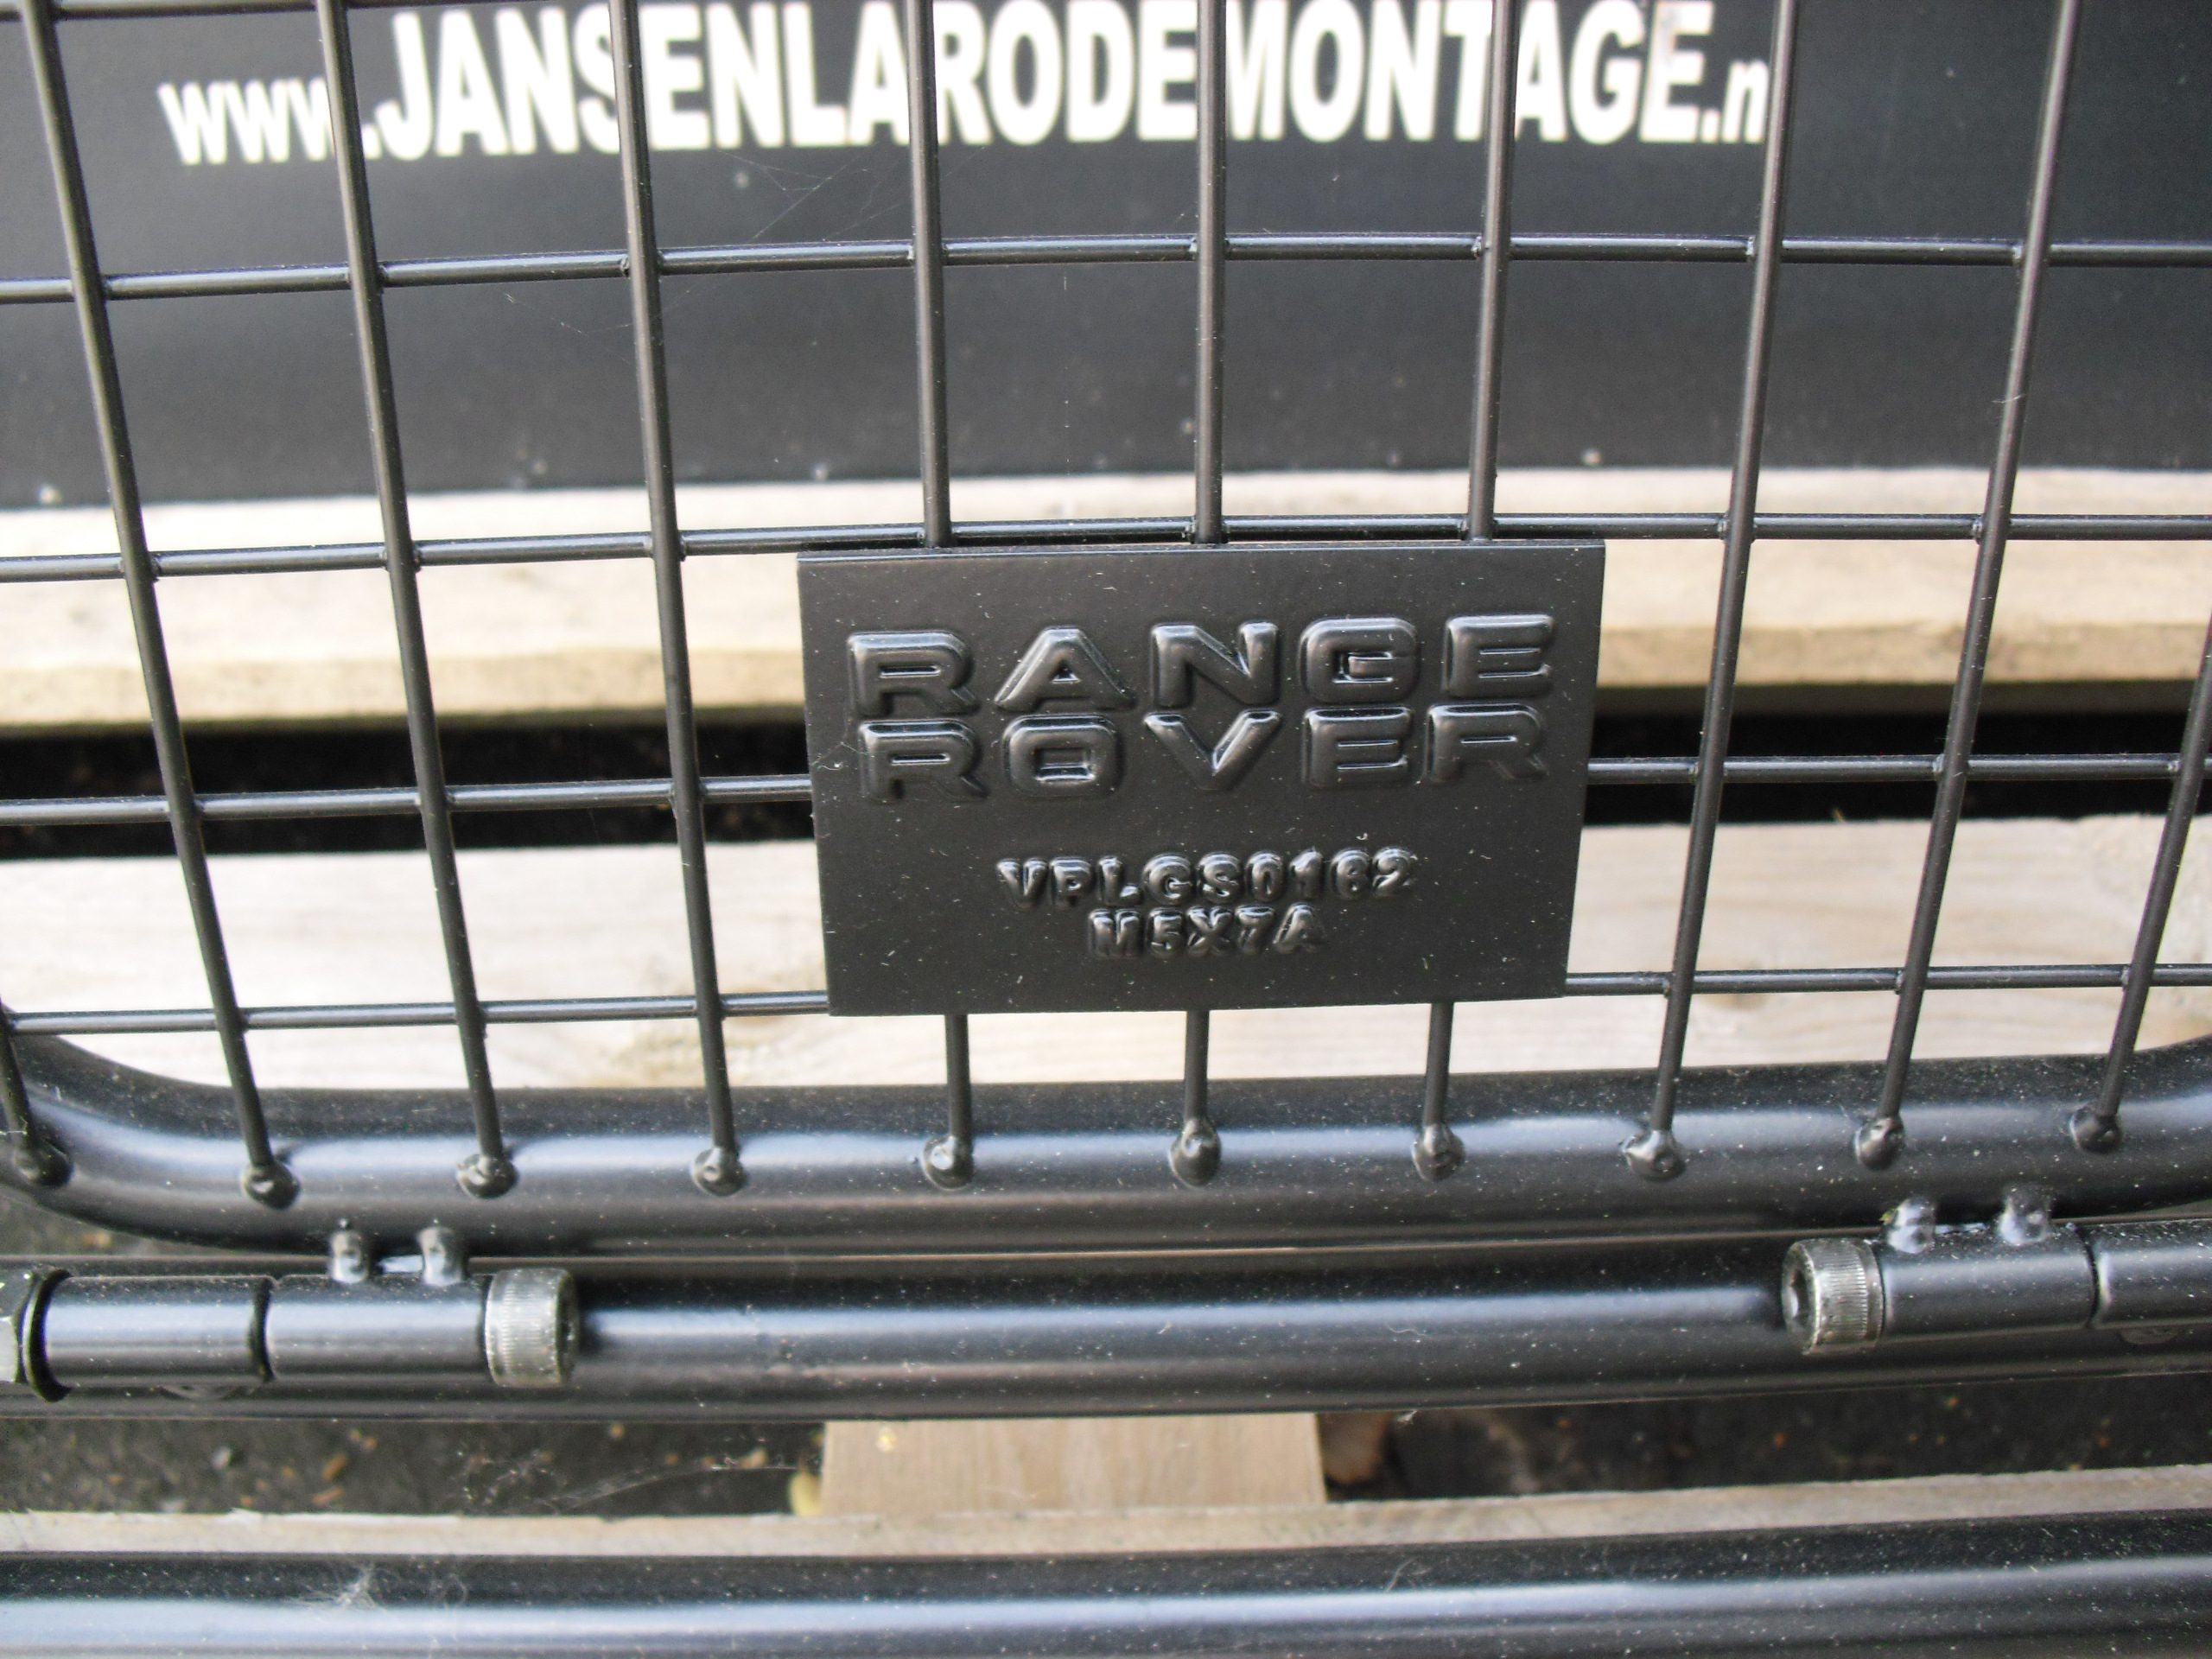 www.JANSENLARODEMONTAGE.n
RANGE
ROVER
VPLGS0162
M5X7A